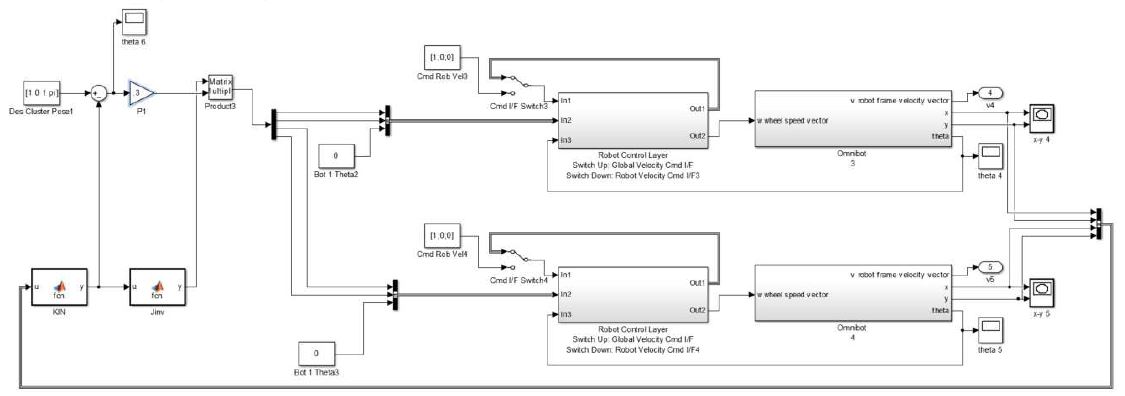 theta 6
[1 0 1 pi]
Des Cluster Pose1
+
-
.3
P1
Matrix
Multipl
Product3
0
Bot 1 Theta2
[1;0;0]
Cmd Rob Vel3
Cmd I/F Switch3
In1
In2
In3
Out1
Out2
Robot Control Layer
Switch Up: Global Velocity Cmd I/F
Switch Down: Robot Velocity Cmd I/F3
w wheel speed vector
v robot frame velocity vector
x
y
theta
Omnibot
3
4
v4
x-y 4
theta 4
u
fcn
y
KIN
u
fcn
y
Jinv
0
Bot 1 Theta3
[1;0;0]
Cmd Rob Vel4
Cmd I/F Switch4
In1
In2
In3
Out1
Out2
Robot Control Layer
Switch Up: Global Velocity Cmd I/F
Switch Down: Robot Velocity Cmd I/F4
w wheel speed vector
v robot frame velocity vector
x
y
theta
Omnibot
4
5
v5
x-y 5
theta 5